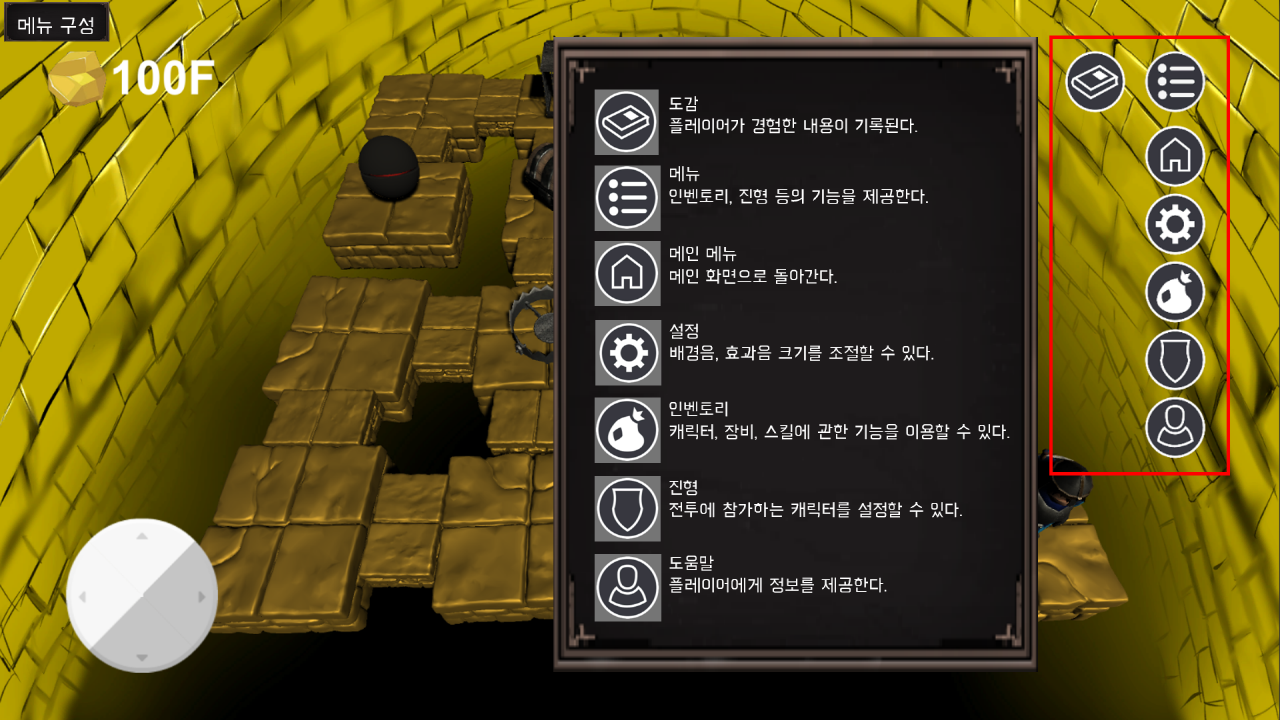 메뉴 구성
100F
도감
플레이어가 경험한 내용이 기록된다.
메뉴
인벤토리, 진형 등의 기능을 제공한다.
메인 메뉴
메인 화면으로 돌아간다.
설정
배경음, 효과음 크기를 조절할 수 있다.
인벤토리
캐릭터, 장비, 스킬에 관한 기능을 이용할 수 있다.
진형
전투에 참가하는 캐릭터를 설정할 수 있다.
도움말
플레이어에게 정보를 제공한다.